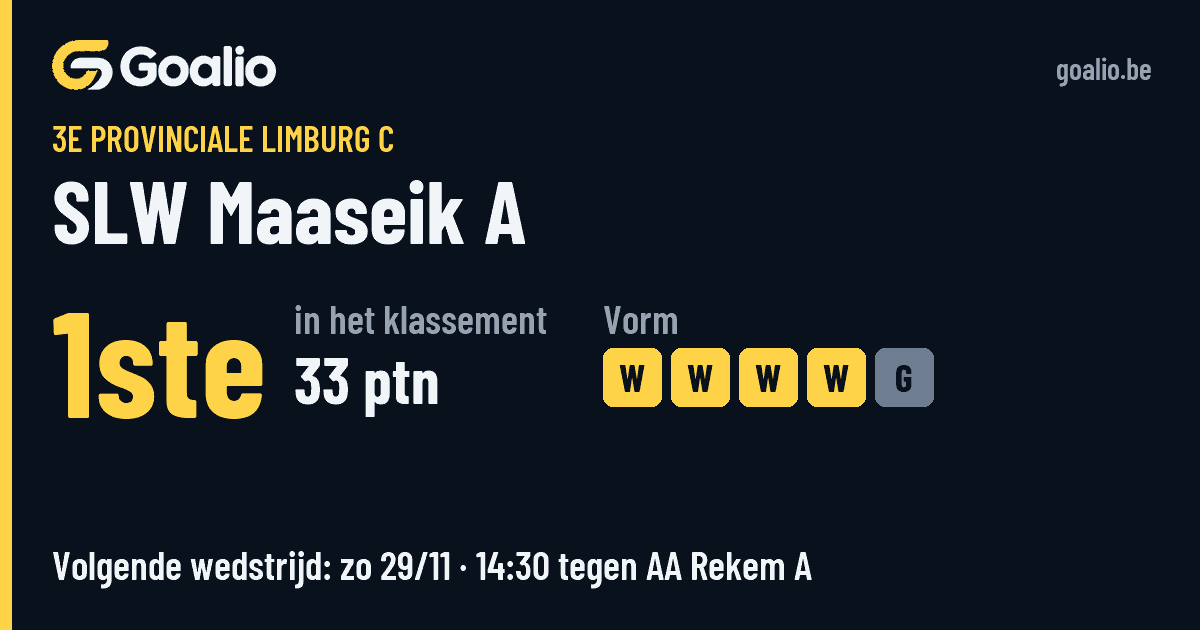 Goalio
goalio.be
3E PROVINCIALE LIMBURG C
SLW Maaseik A
1ste
in het klassement
33 ptn
Vorm
W W W W G
Volgende wedstrijd: zo 29/11 · 14:30 tegen AA Rekem A